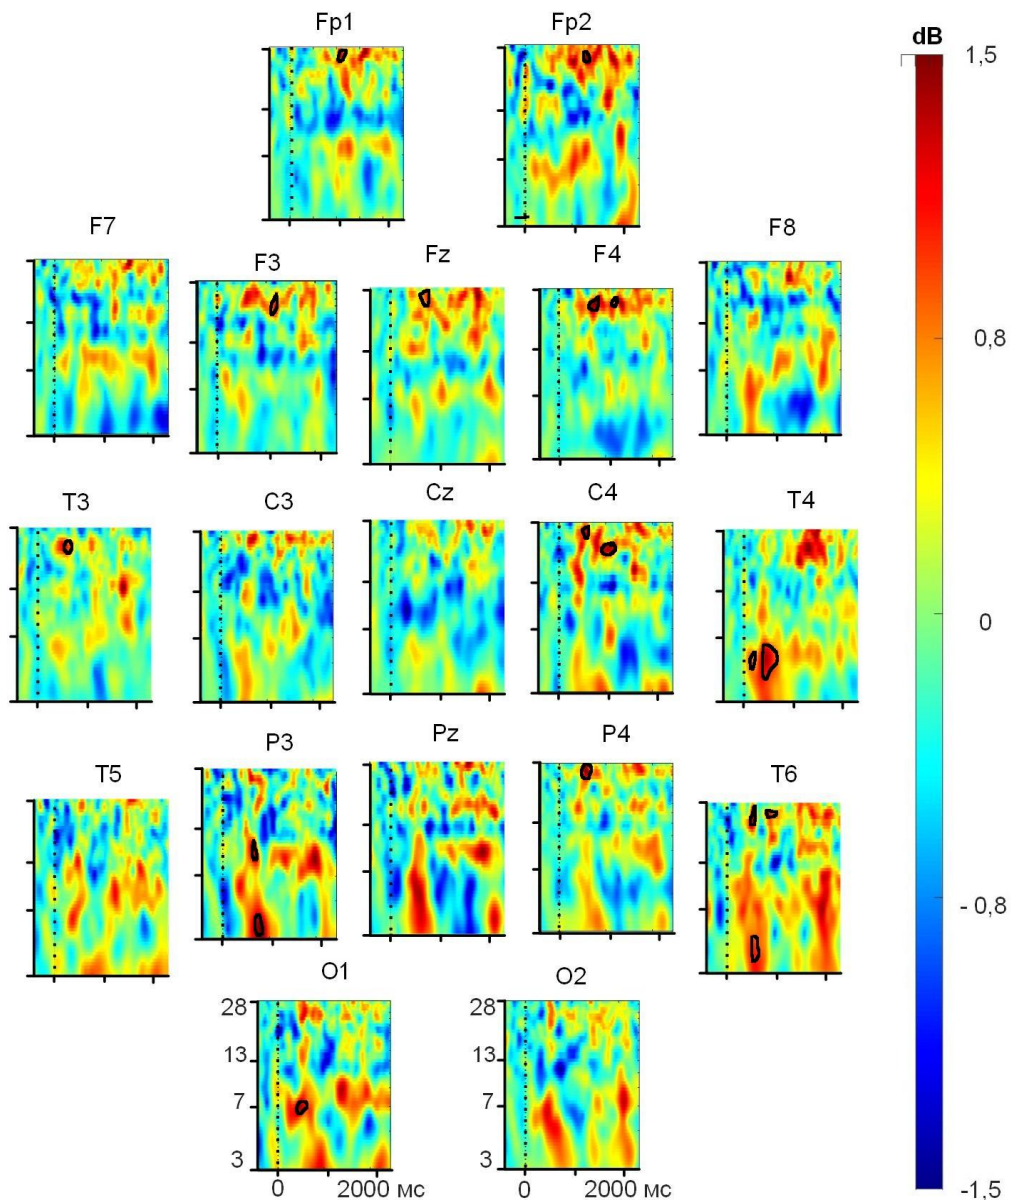 Fp1 Fp2
dB
1,5
F7 F8
F3 Fz F4
0,8
T3 C3 Cz C4 T4
0
T5 P3 Pz P4 T6
- 0,8
O1 O2
28 28
13 13
7 7
3 3
0 2000 мс 0 2000 мс
-1,5